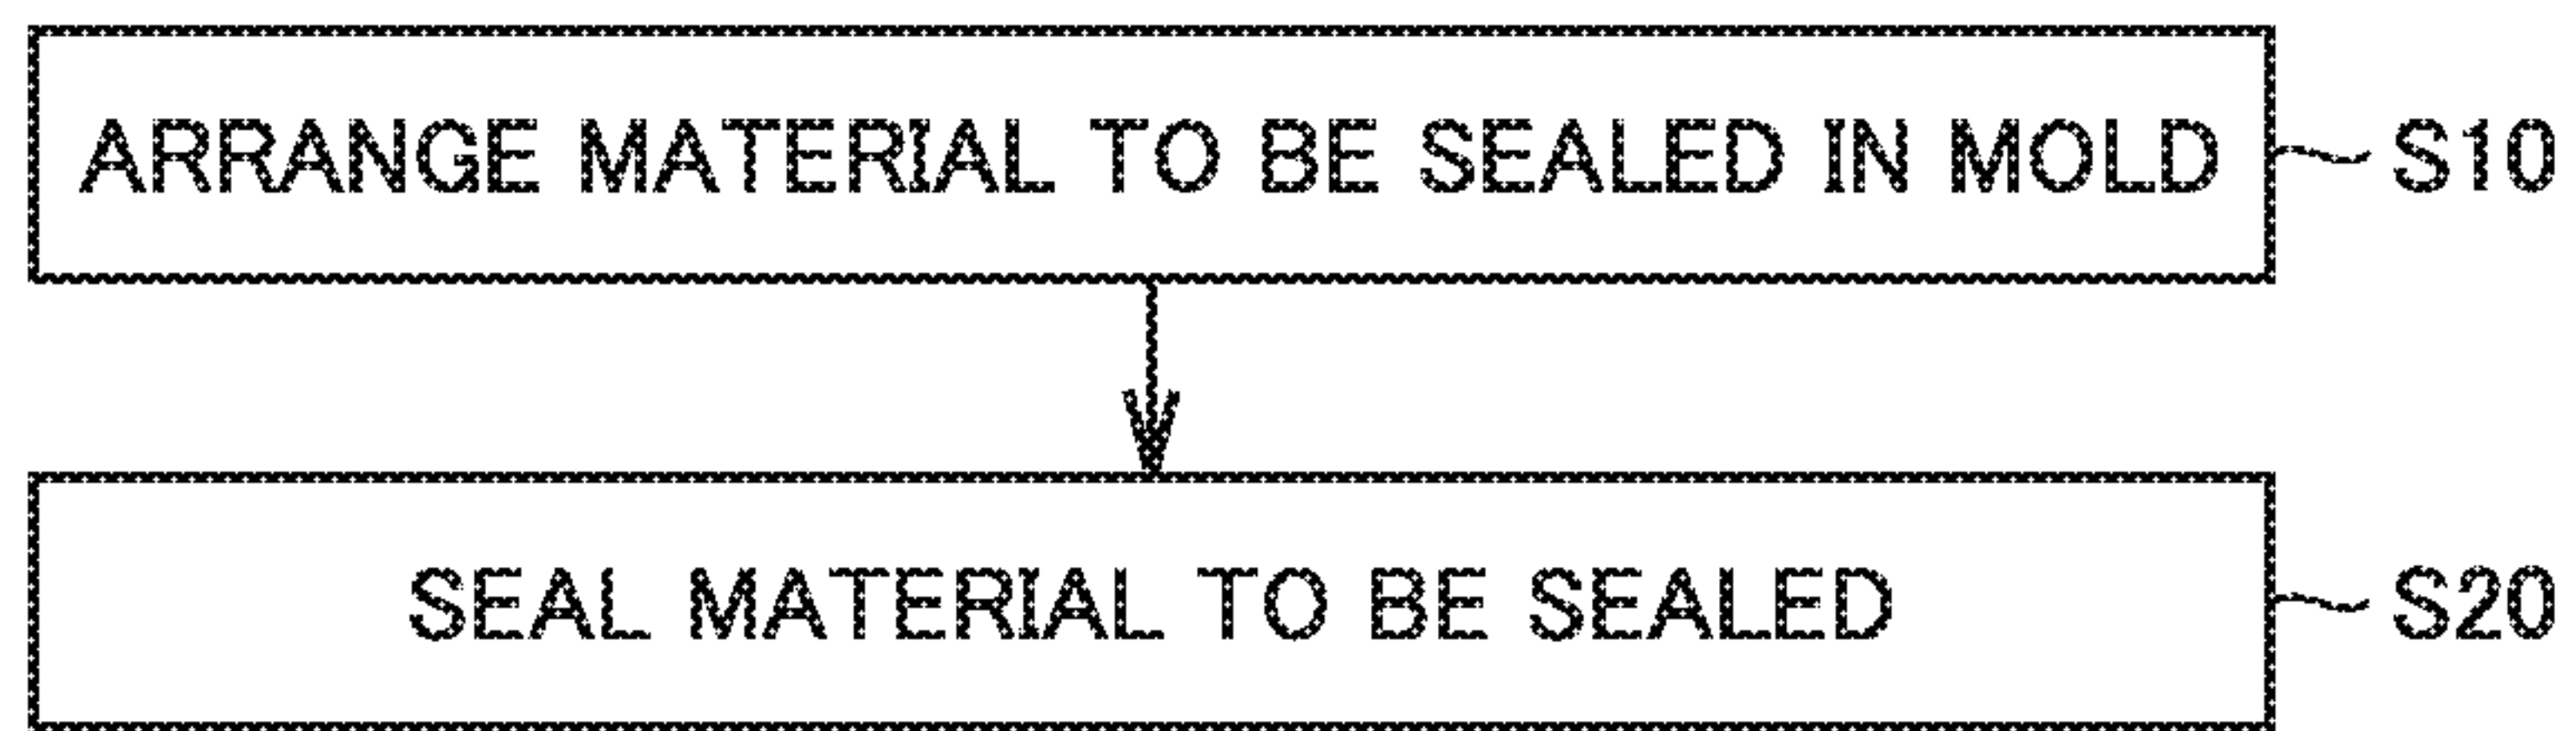 ARRANGE MATERIAL TO BE SEALED IN MOLD S10
SEAL MATERIAL TO BE SEALED S20